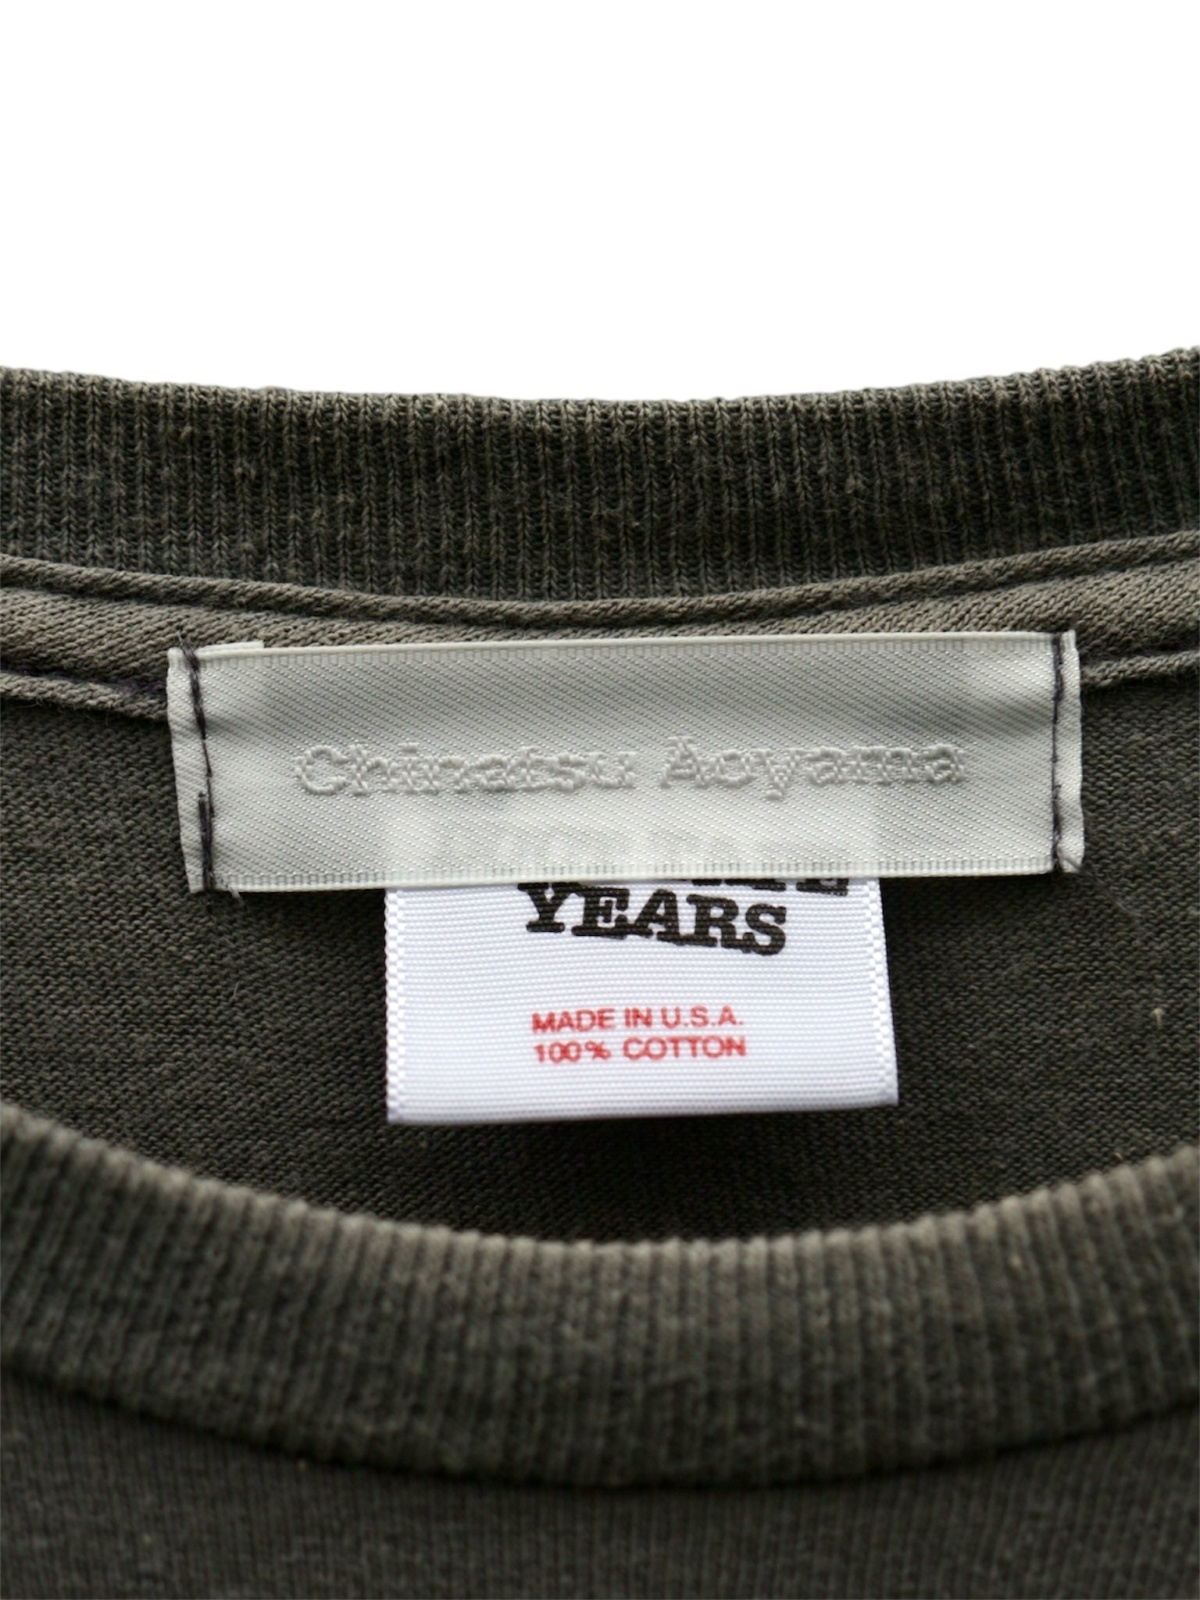 Chinatsu Aoyama
YEARS
MADE IN U.S.A.
100% COTTON